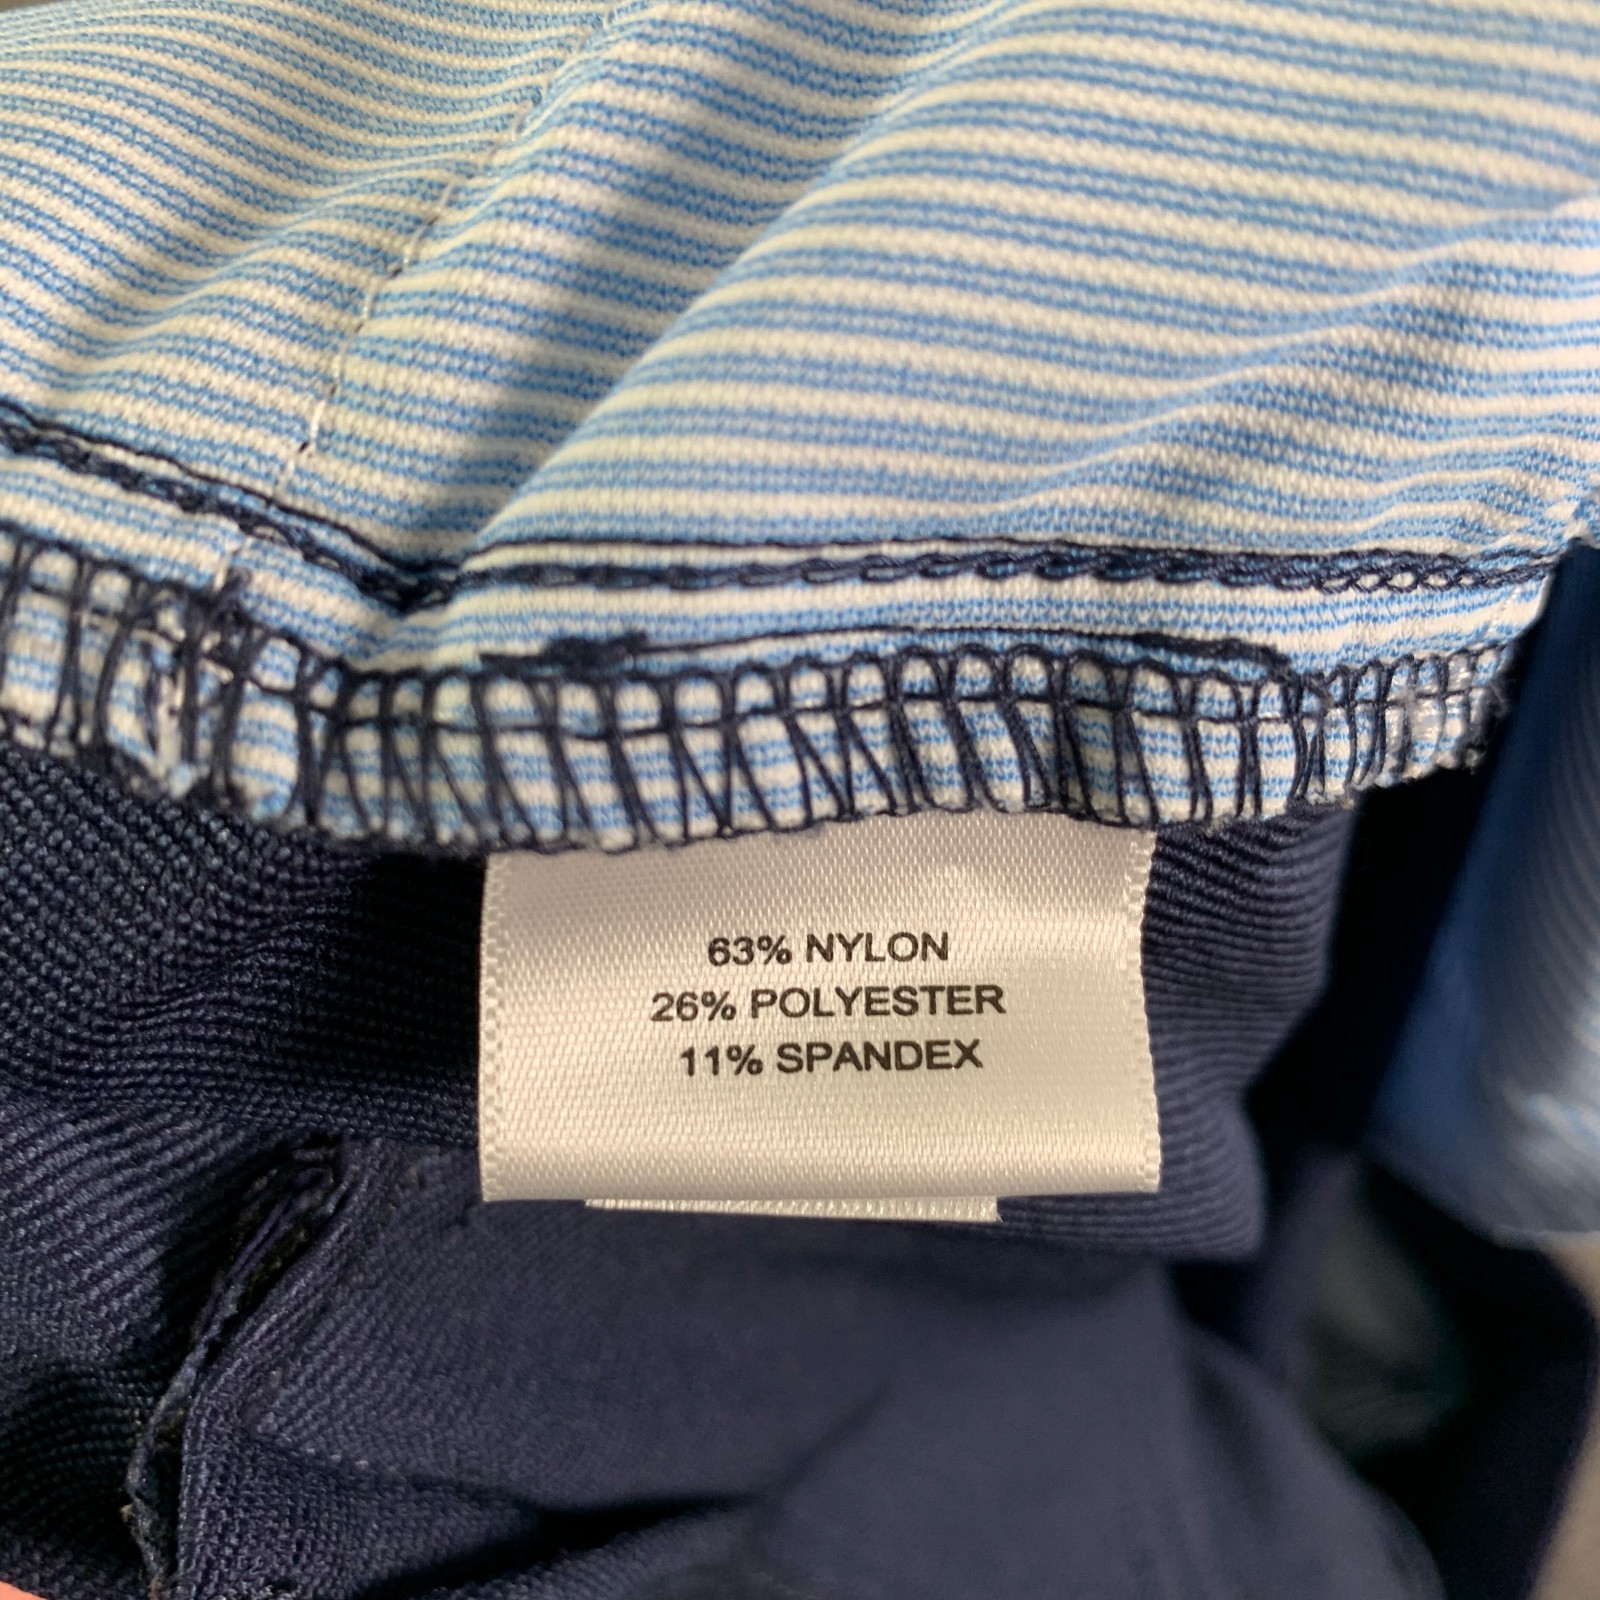 63% NYLON
26% POLYESTER
11% SPANDEX